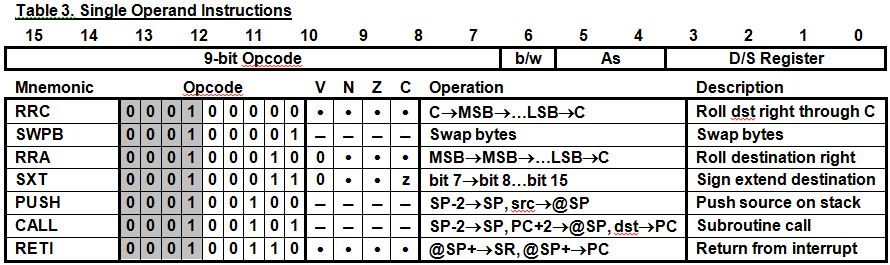 Table 3. Single Operand Instructions
15 14 13 12 11 10 9 8 7 6 5 4 3 2 1 0
9-bit Opcode b/w As D/S Register
Mnemonic Opcode V N Z C Operation Description
RRC 0 0 0 1 0 0 0 0 0 • • • • C→MSB→...LSB→C Roll dst right through C
SWPB 0 0 0 1 0 0 0 0 1 – – – – Swap bytes Swap bytes
RRA 0 0 0 1 0 0 0 1 0 0 • • • MSB→MSB→...LSB→C Roll destination right
SXT 0 0 0 1 0 0 0 1 1 0 • • z bit 7→bit 8...bit 15 Sign extend destination
PUSH 0 0 0 1 0 0 1 0 0 – – – – SP-2→SP, src→@SP Push source on stack
CALL 0 0 0 1 0 0 1 0 1 – – – – SP-2→SP, PC+2→@SP, dst→PC Subroutine call
RETI 0 0 0 1 0 0 1 1 0 • • • • @SP+→SR, @SP+→PC Return from interrupt